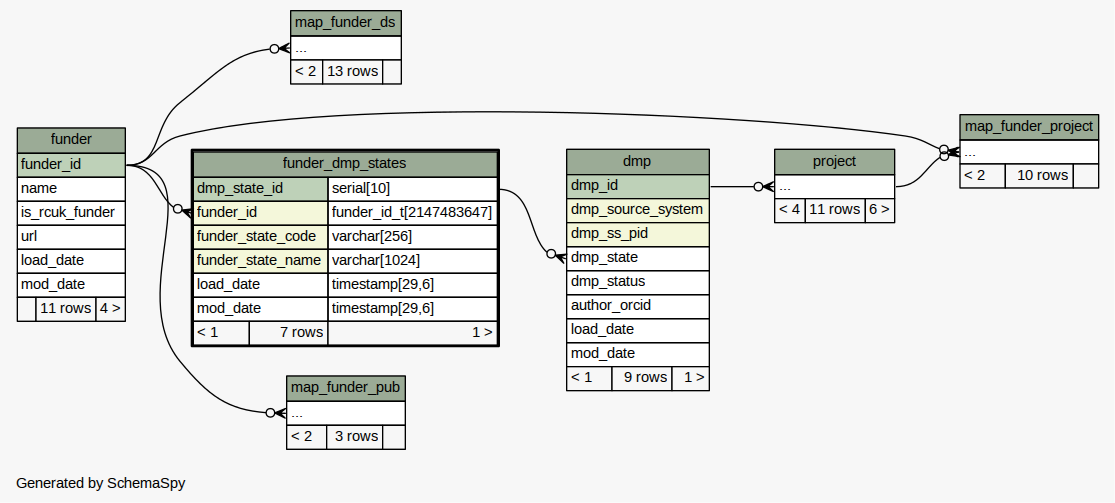 map_funder_ds
...
< 2 13 rows
funder
funder_id
name
is_rcuk_funder
url
load_date
mod_date
11 rows 4 >
funder_dmp_states
dmp_state_id serial[10]
funder_id funder_id_t[2147483647]
funder_state_code varchar[256]
funder_state_name varchar[1024]
load_date timestamp[29,6]
mod_date timestamp[29,6]
< 1 7 rows 1 >
dmp
dmp_id
dmp_source_system
dmp_ss_pid
dmp_state
dmp_status
author_orcid
load_date
mod_date
< 1 9 rows 1 >
project
...
< 4 11 rows 6 >
map_funder_project
...
< 2 10 rows
map_funder_pub
...
< 2 3 rows
Generated by SchemaSpy